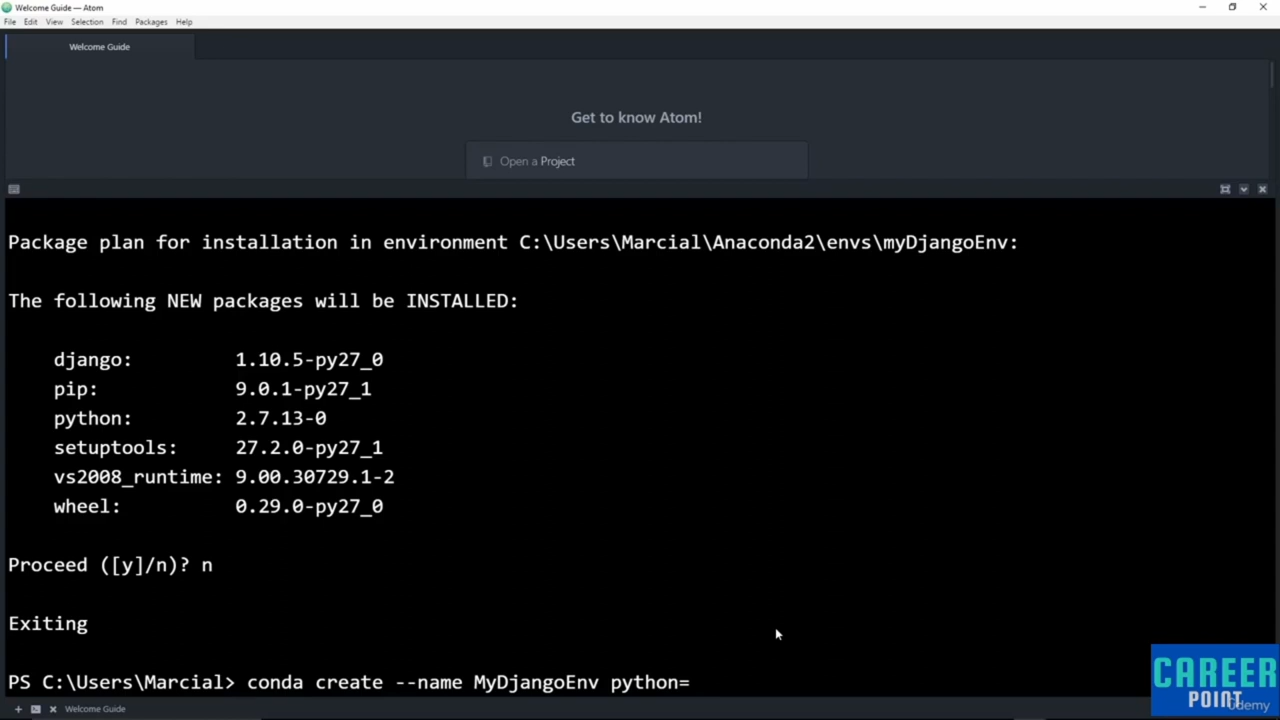 Welcome Guide — Atom
File Edit View Selection Find Packages Help
Welcome Guide
Get to know Atom!
Open a Project
Package plan for installation in environment C:\Users\Marcial\Anaconda2\envs\myDjangoEnv:
The following NEW packages will be INSTALLED:
django: 1.10.5-py27_0
pip: 9.0.1-py27_1
python: 2.7.13-0
setuptools: 27.2.0-py27_1
vs2008_runtime: 9.00.30729.1-2
wheel: 0.29.0-py27_0
Proceed ([y]/n)? n
Exiting
PS C:\Users\Marcial> conda create --name MyDjangoEnv python=
Welcome Guide
CAREER
POINT
Udemy